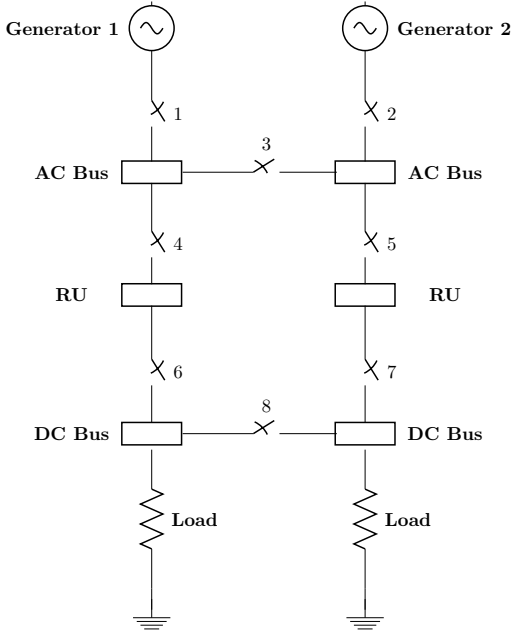 Generator 1
Generator 2
1
2
3
AC Bus
AC Bus
4
5
RU
RU
6
7
8
DC Bus
DC Bus
Load
Load